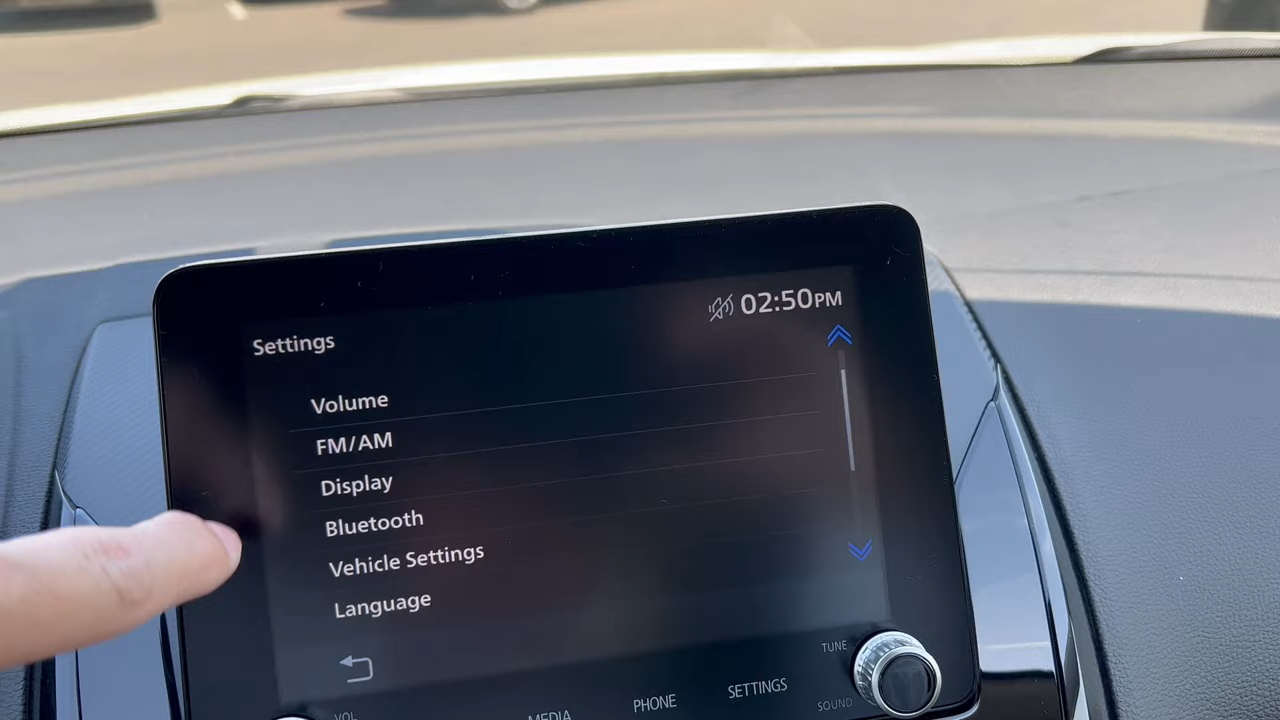 02:50PM
Settings
Volume
FM/AM
Display
Bluetooth
Vehicle Settings
Language
TUNE
VOL MEDIA PHONE SETTINGS SOUND